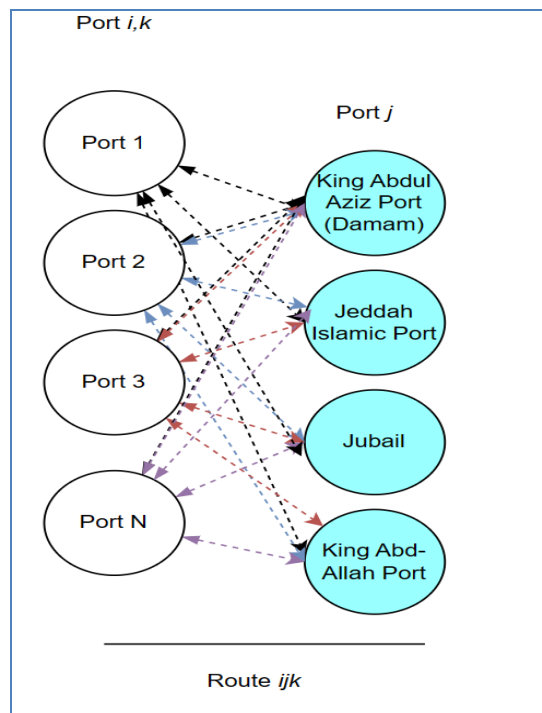 Port i,k
Port j
Port 1
King Abdul
Aziz Port
(Damam)
Port 2
Jeddah
Islamic Port
Port 3
Jubail
Port N
King Abd-
Allah Port
Route ijk